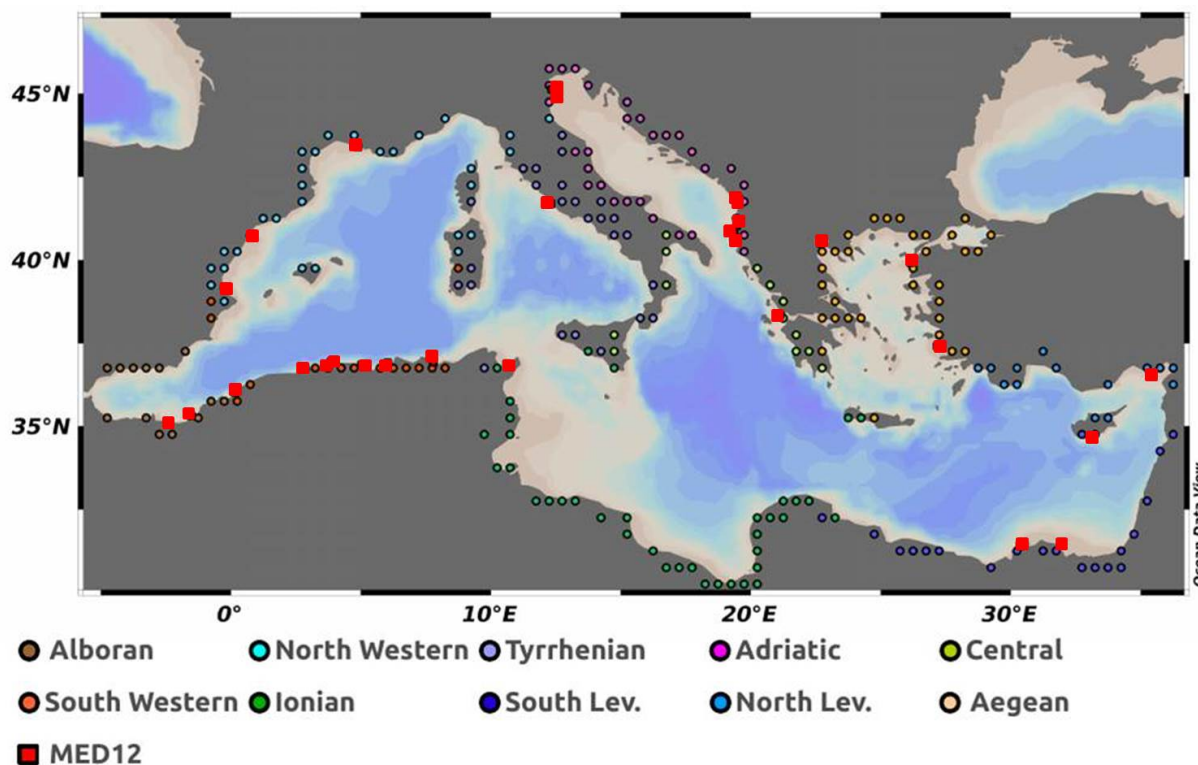 45°N
40°N
35°N
0°
10°E
20°E
30°E
Ocean Data View
Alboran
North Western
Tyrrhenian
Adriatic
Central
South Western
Ionian
South Lev.
North Lev.
Aegean
MED12